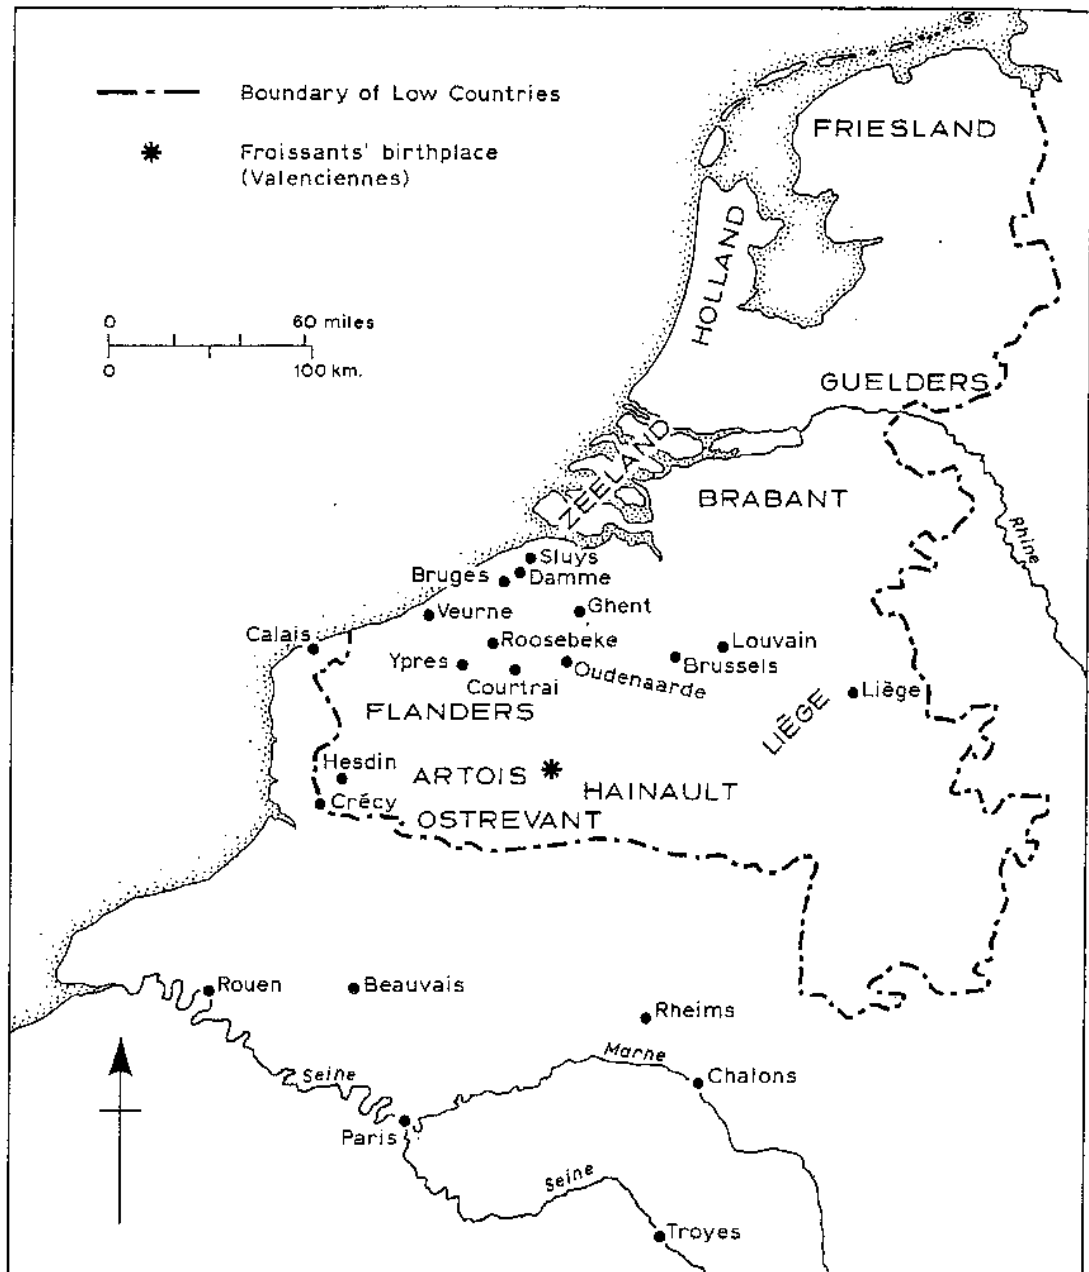 Boundary of Low Countries
Froissants' birthplace
(Valenciennes)
0 60 miles
0 100 km.
FRIESLAND
HOLLAND
GUELDERS
ZEELAND
BRABANT
Rhine
Sluys
Bruges
Damme
Veurne
Ghent
Calais
Roosebeke
Louvain
Ypres
Brussels
Courtrai
Oudenaarde
Liège
LIĒGE
FLANDERS
Hesdin
ARTOIS
HAINAULT
Crécy
OSTREVANT
Rouen
Beauvais
Rheims
Marne
Seine
Chalons
Paris
Seine
Troyes